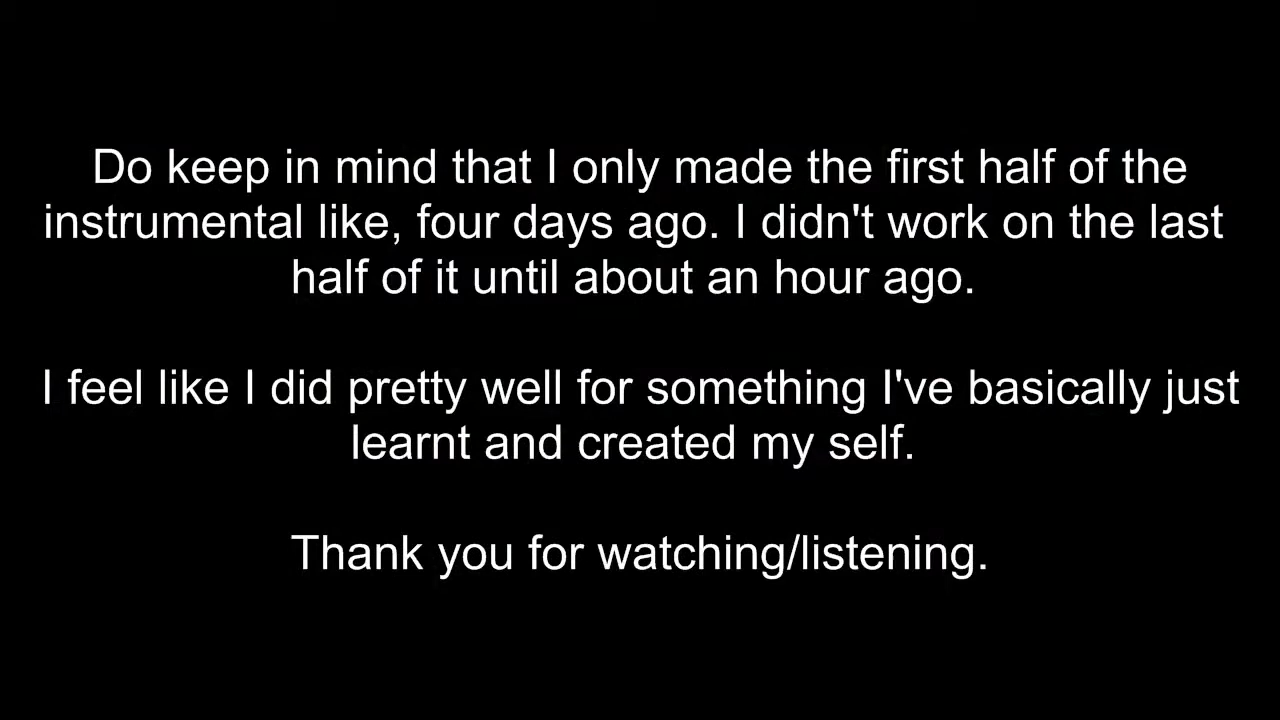 Do keep in mind that I only made the first half of the
instrumental like, four days ago. I didn't work on the last
half of it until about an hour ago.
I feel like I did pretty well for something I've basically just
learnt and created my self.
Thank you for watching/listening.